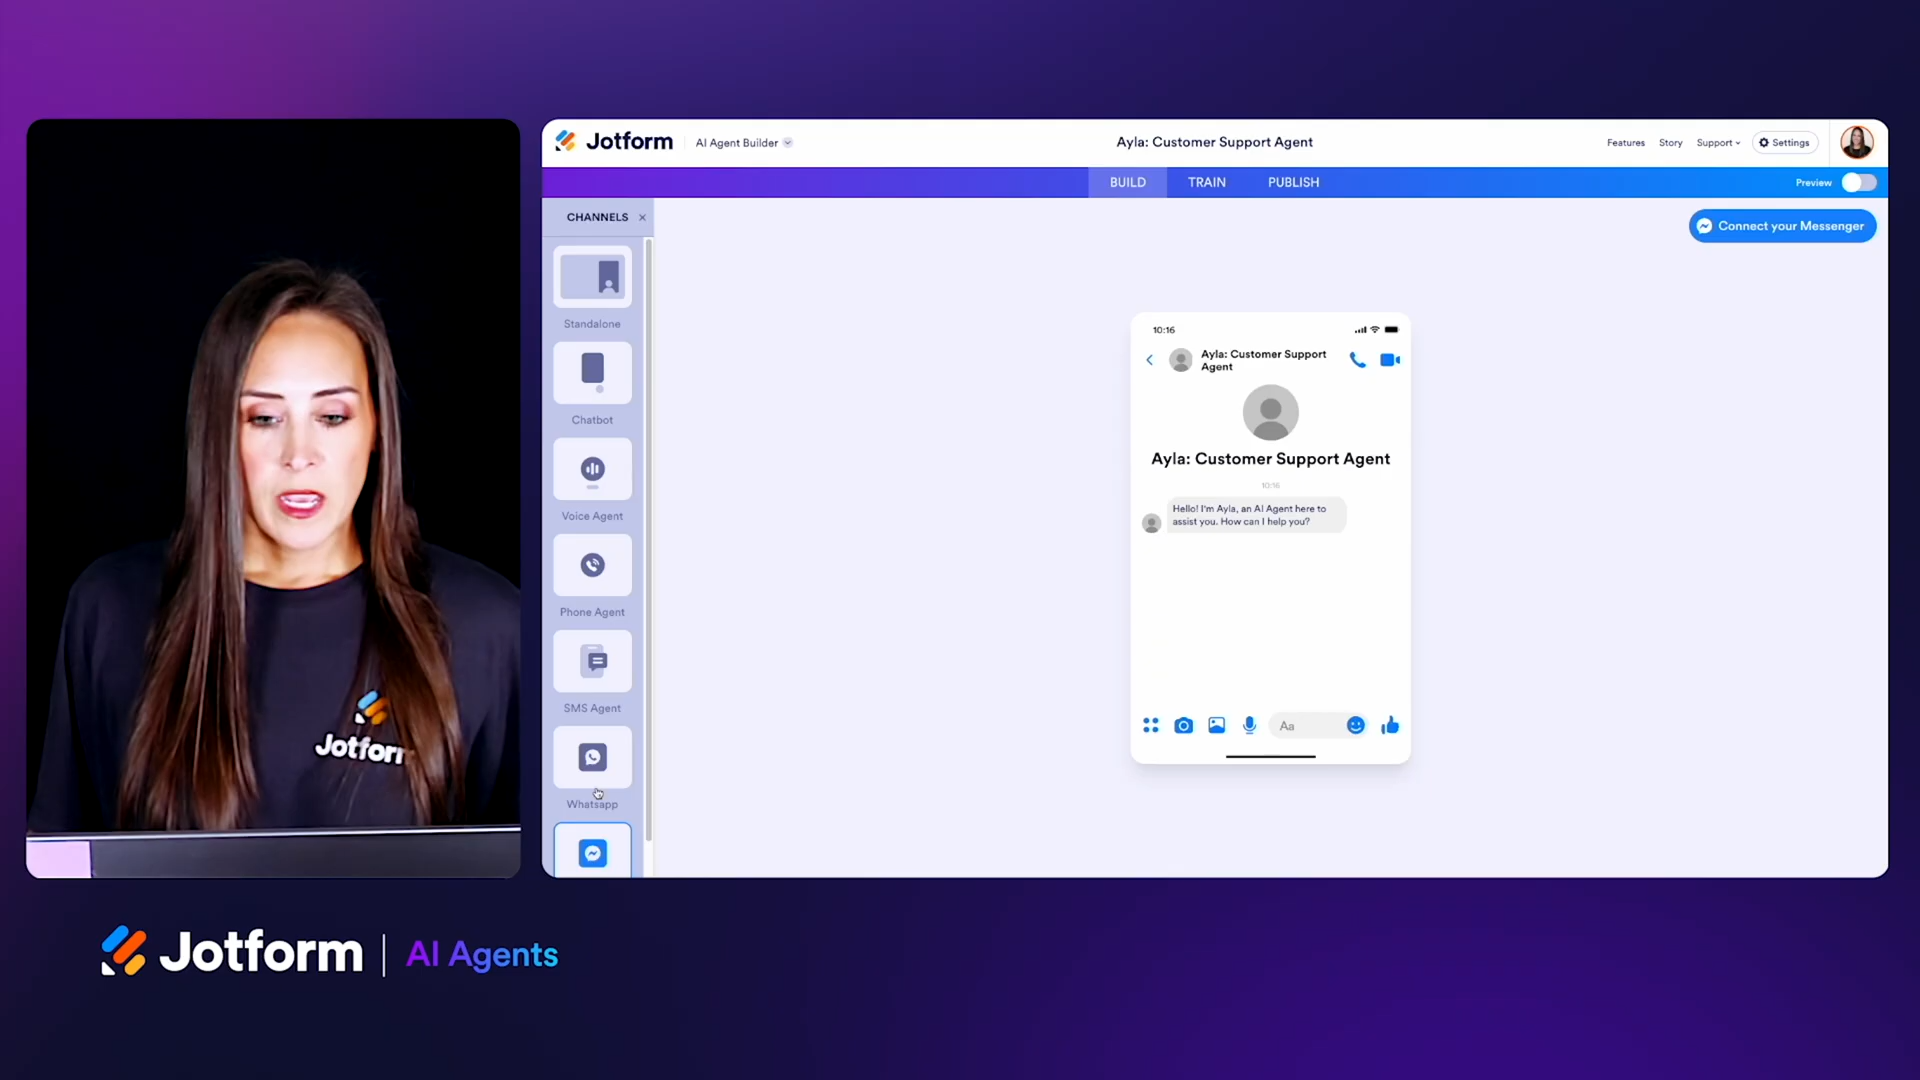 Jotform
AI Agent Builder
Ayla: Customer Support Agent
Features
Story
Support
Settings
BUILD
TRAIN
PUBLISH
Preview
CHANNELS
Connect your Messenger
Standalone
Chatbot
Voice Agent
Phone Agent
SMS Agent
Whatsapp
10:16
Ayla: Customer Support
Agent
Ayla: Customer Support Agent
10:16
Hello! I'm Ayla, an AI Agent here to
assist you. How can I help you?
Aa
Jotform
Jotform
AI Agents